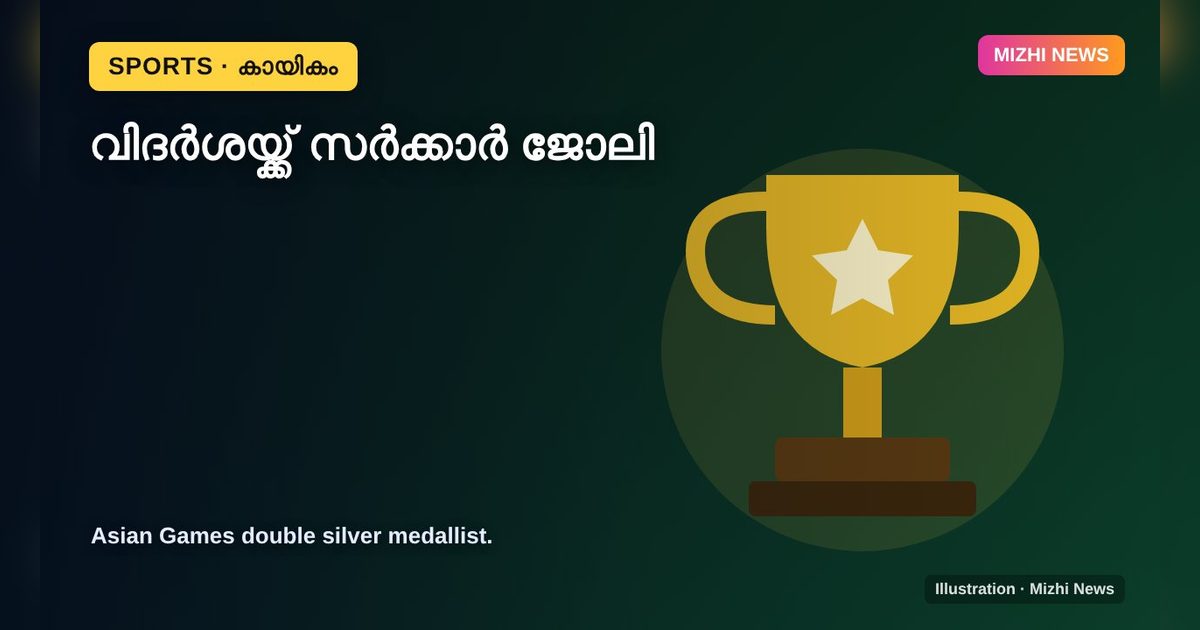 SPORTS · കായികം
MIZHI NEWS
വിദർശയ്ക്ക് സർക്കാർ ജോലി
Asian Games double silver medallist.
Illustration · Mizhi News